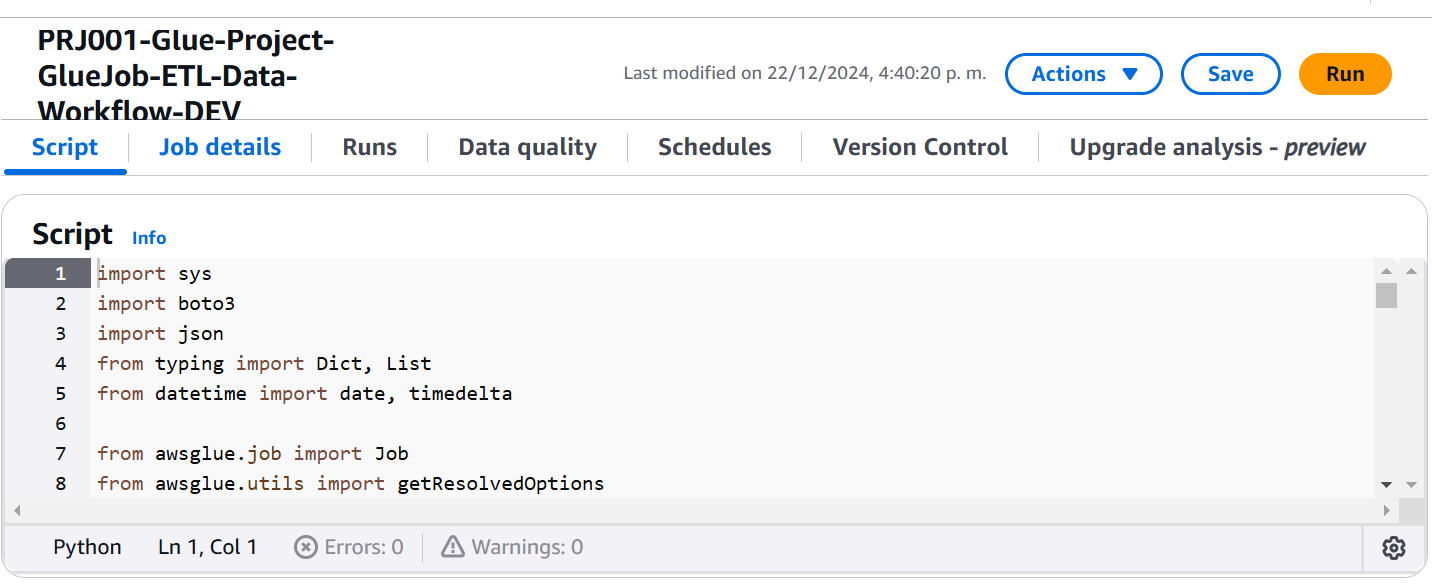 PRJ001-Glue-Project-
GlueJob-ETL-Data-
Workflow-DEV
Last modified on 22/12/2024, 4:40:20 p. m.
Actions
Save
Run
Script
Job details
Runs
Data quality
Schedules
Version Control
Upgrade analysis - preview
Script Info
1 import sys
2 import boto3
3 import json
4 from typing import Dict, List
5 from datetime import date, timedelta
6
7 from awsglue.job import Job
8 from awsglue.utils import getResolvedOptions
Python Ln 1, Col 1 Errors: 0 Warnings: 0